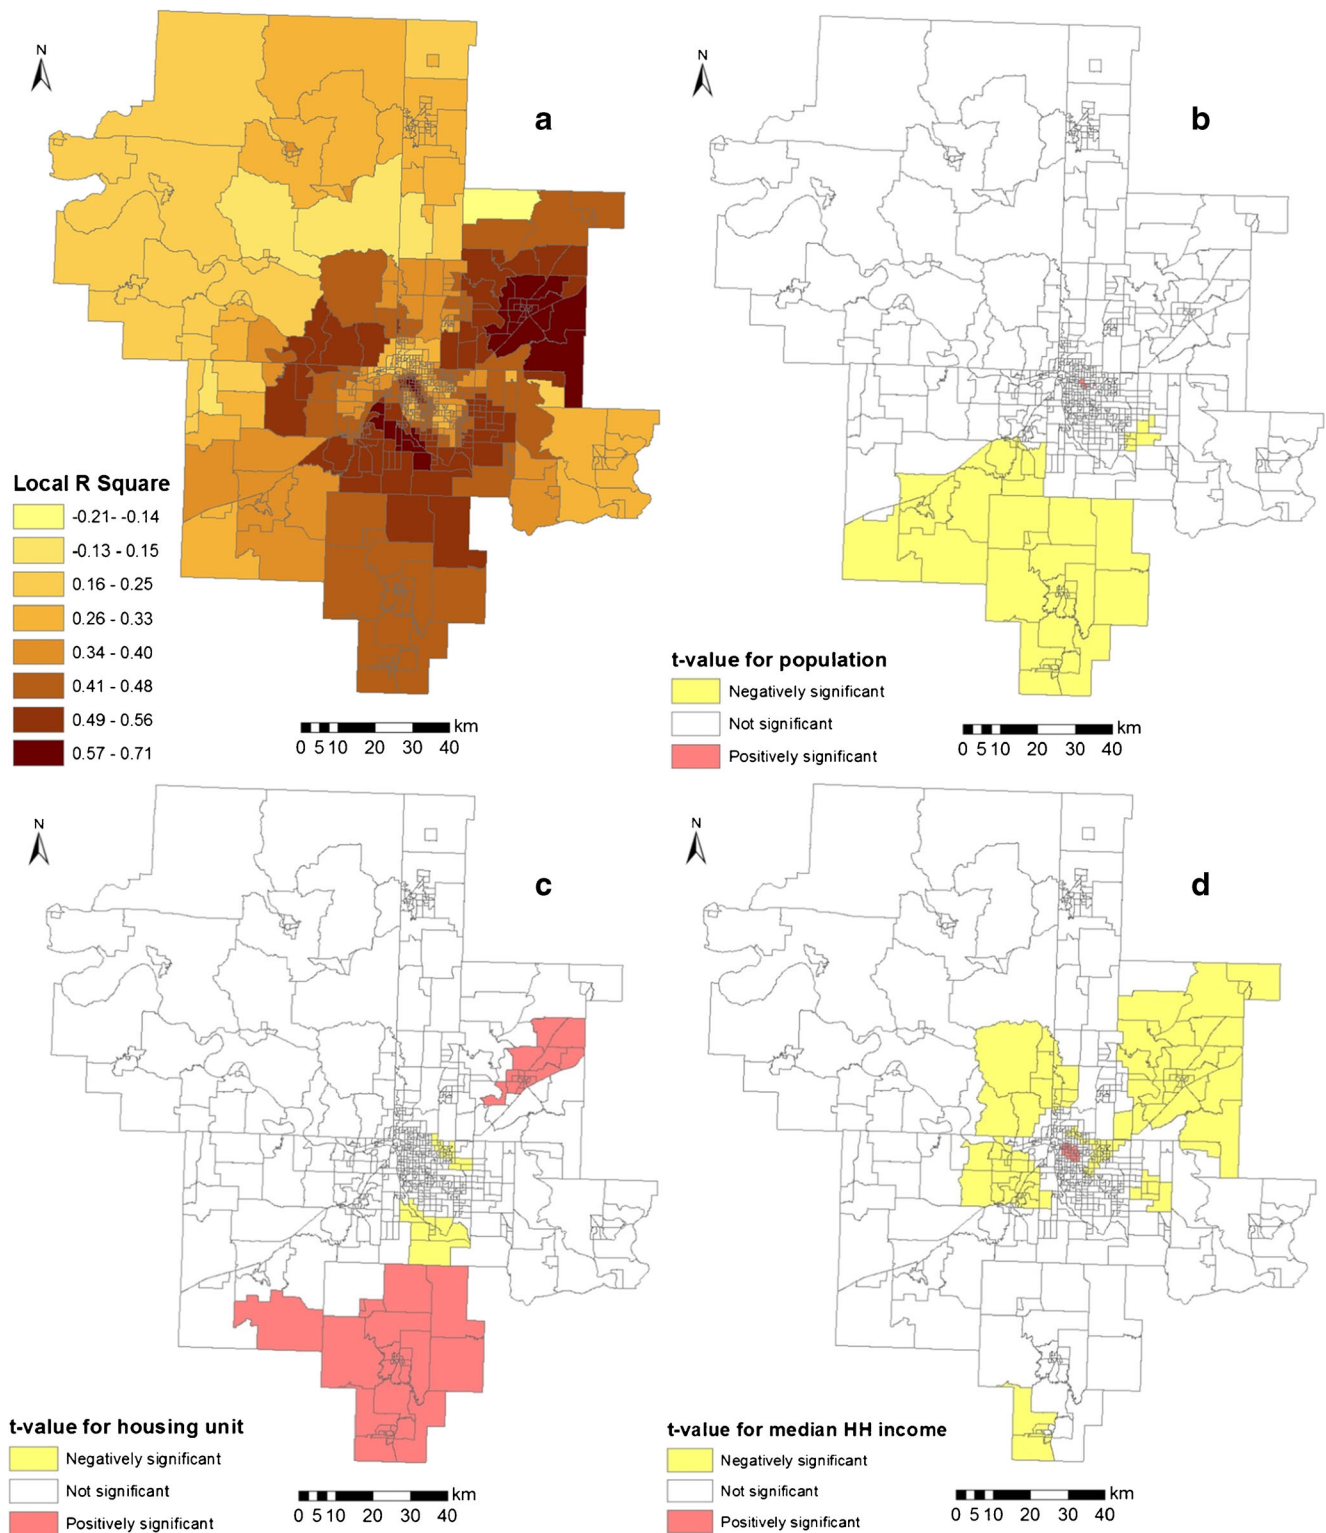 N
a
Local R Square
-0.21- -0.14
-0.13 - 0.15
0.16 - 0.25
0.26 - 0.33
0.34 - 0.40
0.41 - 0.48
0.49 - 0.56
0.57 - 0.71
km
0 5 10 20 30 40
N
b
t-value for population
Negatively significant
Not significant
Positively significant
km
0 5 10 20 30 40
N
c
t-value for housing unit
Negatively significant
Not significant
Positively significant
km
0 5 10 20 30 40
N
d
t-value for median HH income
Negatively significant
Not significant
Positively significant
km
0 5 10 20 30 40